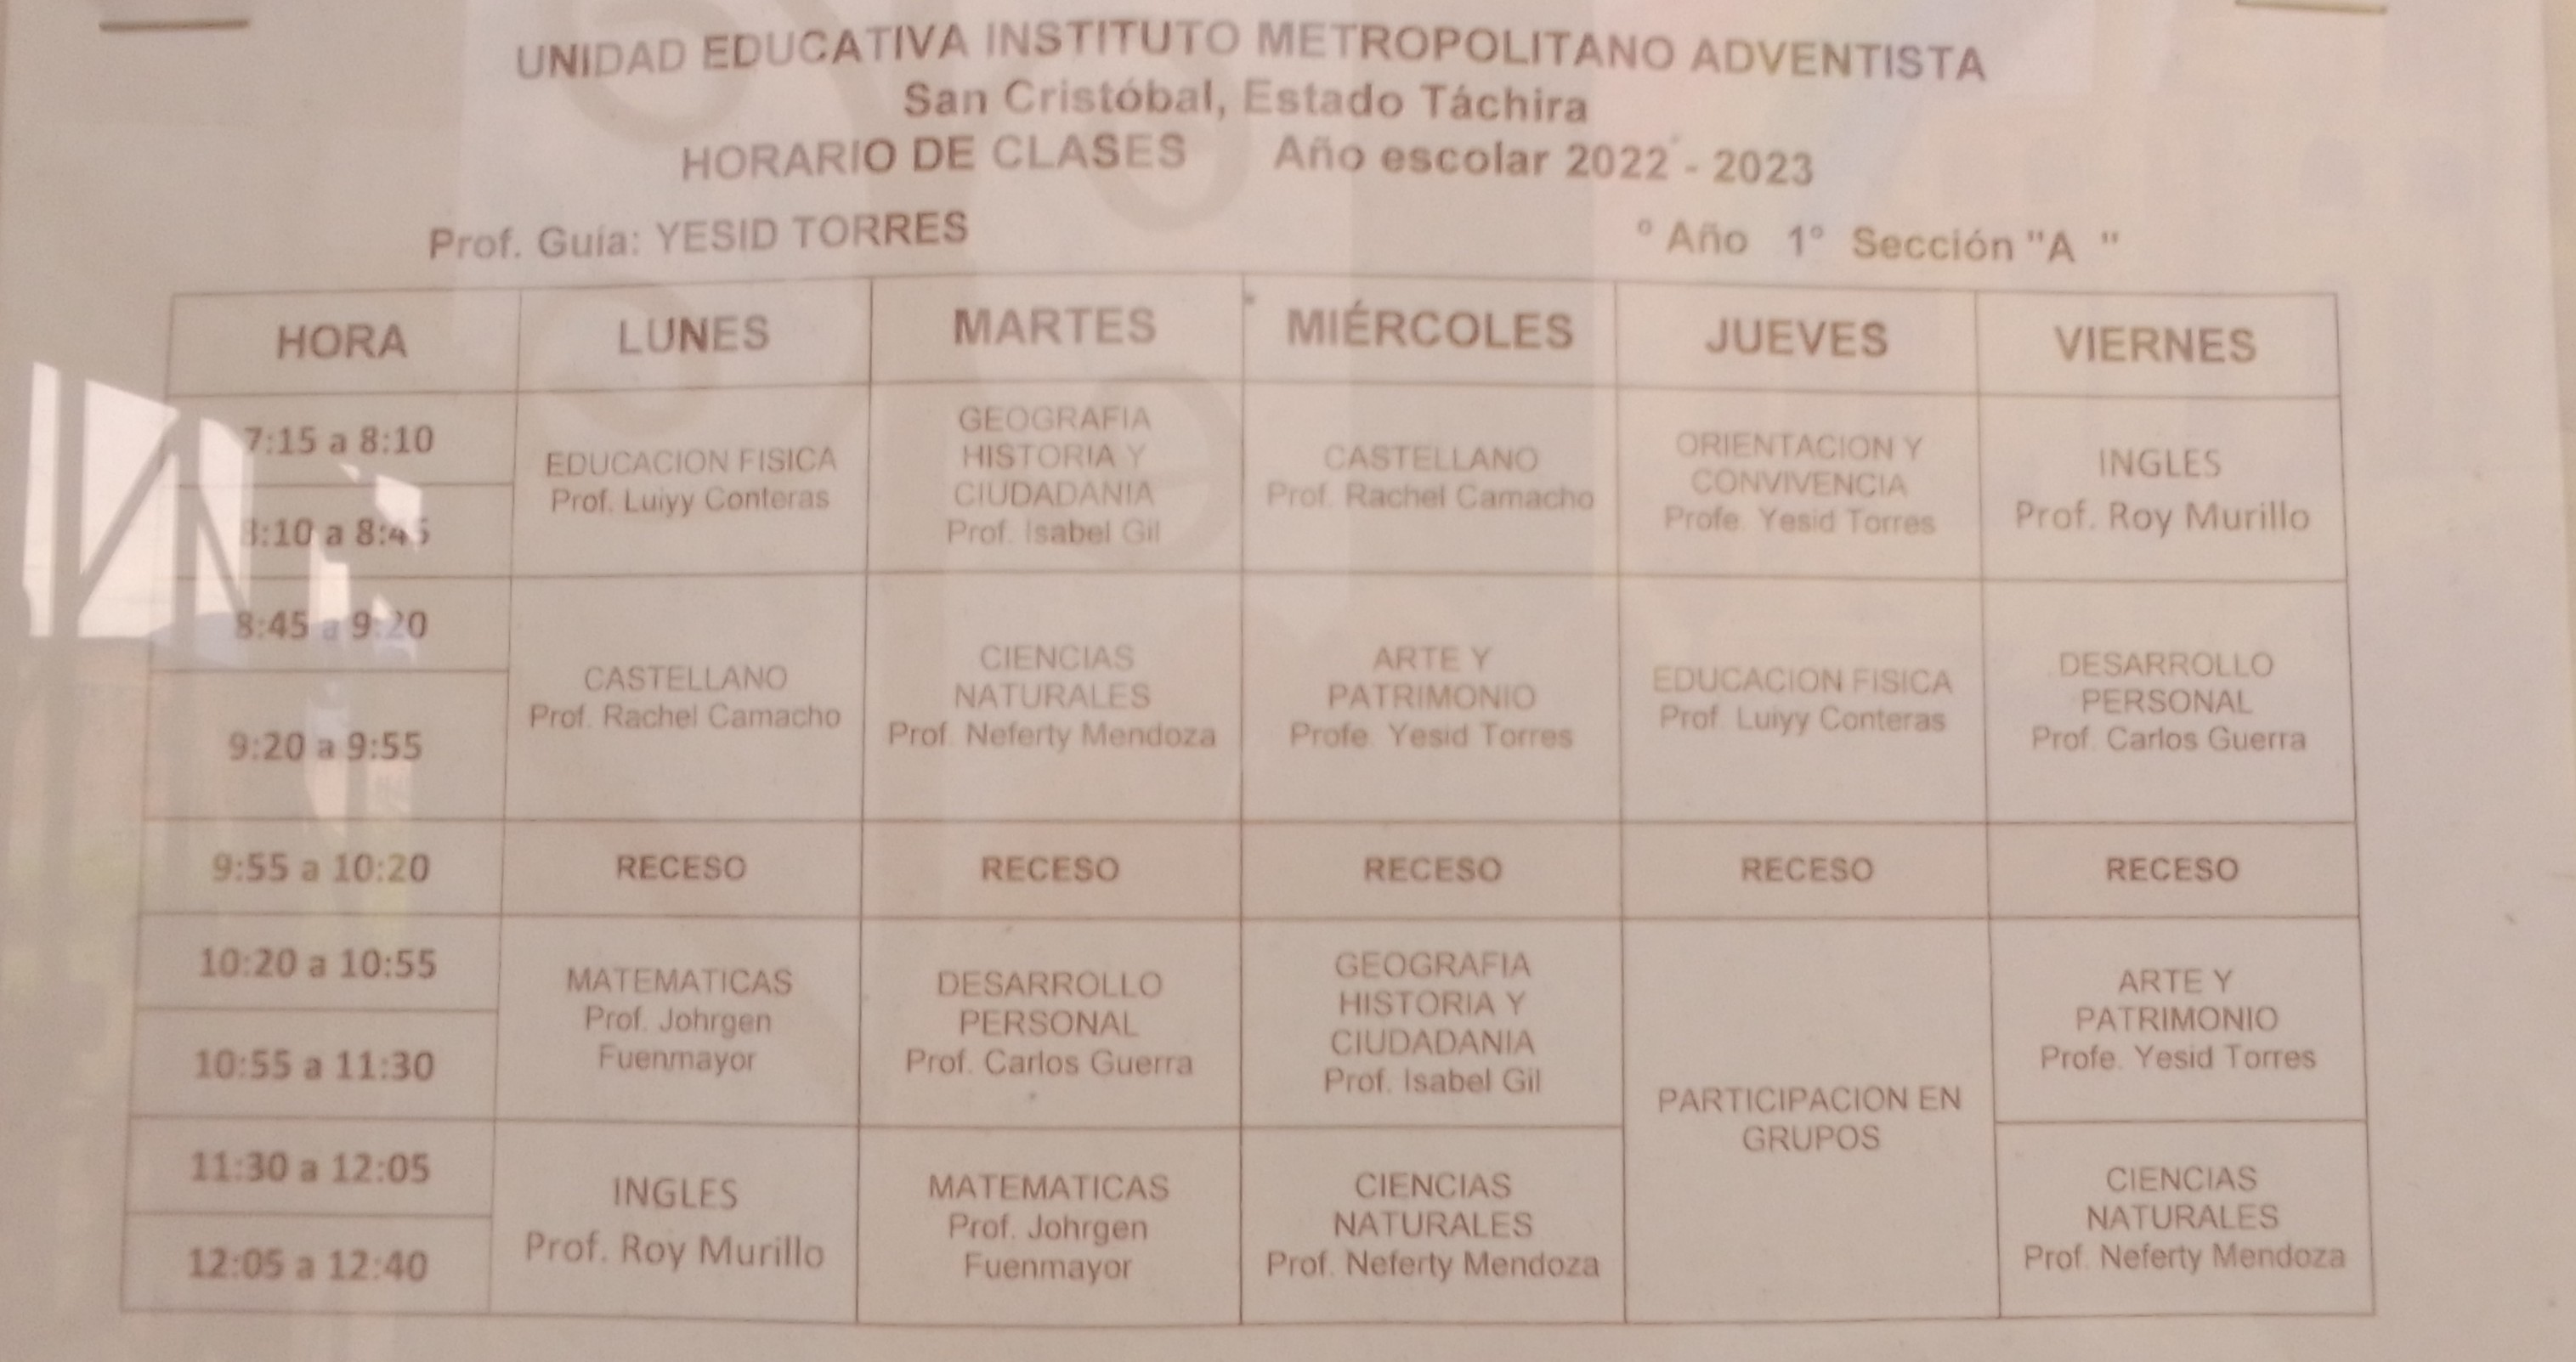 UNIDAD EDUCATIVA INSTITUTO METROPOLITANO ADVENTISTA
San Cristóbal, Estado Táchira
HORARIO DE CLASES Año escolar 2022 - 2023
Prof. Guía: YESID TORRES º Año 1° Sección "A "
HORA LUNES MARTES MIÉRCOLES JUEVES VIERNES
7:15 a 8:10
8:10 a 8:45
EDUCACION FISICA
Prof. Luiyy Conteras
GEOGRAFIA
HISTORIA Y
CIUDADANIA
Prof. Isabel Gil
CASTELLANO
Prof. Rachel Camacho
ORIENTACION Y
CONVIVENCIA
Profe. Yesid Torres
INGLES
Prof. Roy Murillo
8:45 a 9:20
9:20 a 9:55
CASTELLANO
Prof. Rachel Camacho
CIENCIAS
NATURALES
Prof. Neferty Mendoza
ARTE Y
PATRIMONIO
Profe. Yesid Torres
EDUCACION FISICA
Prof. Luiyy Conteras
DESARROLLO
PERSONAL
Prof. Carlos Guerra
9:55 a 10:20 RECESO RECESO RECESO RECESO RECESO
10:20 a 10:55
10:55 a 11:30
MATEMATICAS
Prof. Johrgen
Fuenmayor
DESARROLLO
PERSONAL
Prof. Carlos Guerra
GEOGRAFIA
HISTORIA Y
CIUDADANIA
Prof. Isabel Gil
PARTICIPACION EN
GRUPOS
ARTE Y
PATRIMONIO
Profe. Yesid Torres
11:30 a 12:05
12:05 a 12:40
INGLES
Prof. Roy Murillo
MATEMATICAS
Prof. Johrgen
Fuenmayor
CIENCIAS
NATURALES
Prof. Neferty Mendoza
CIENCIAS
NATURALES
Prof. Neferty Mendoza